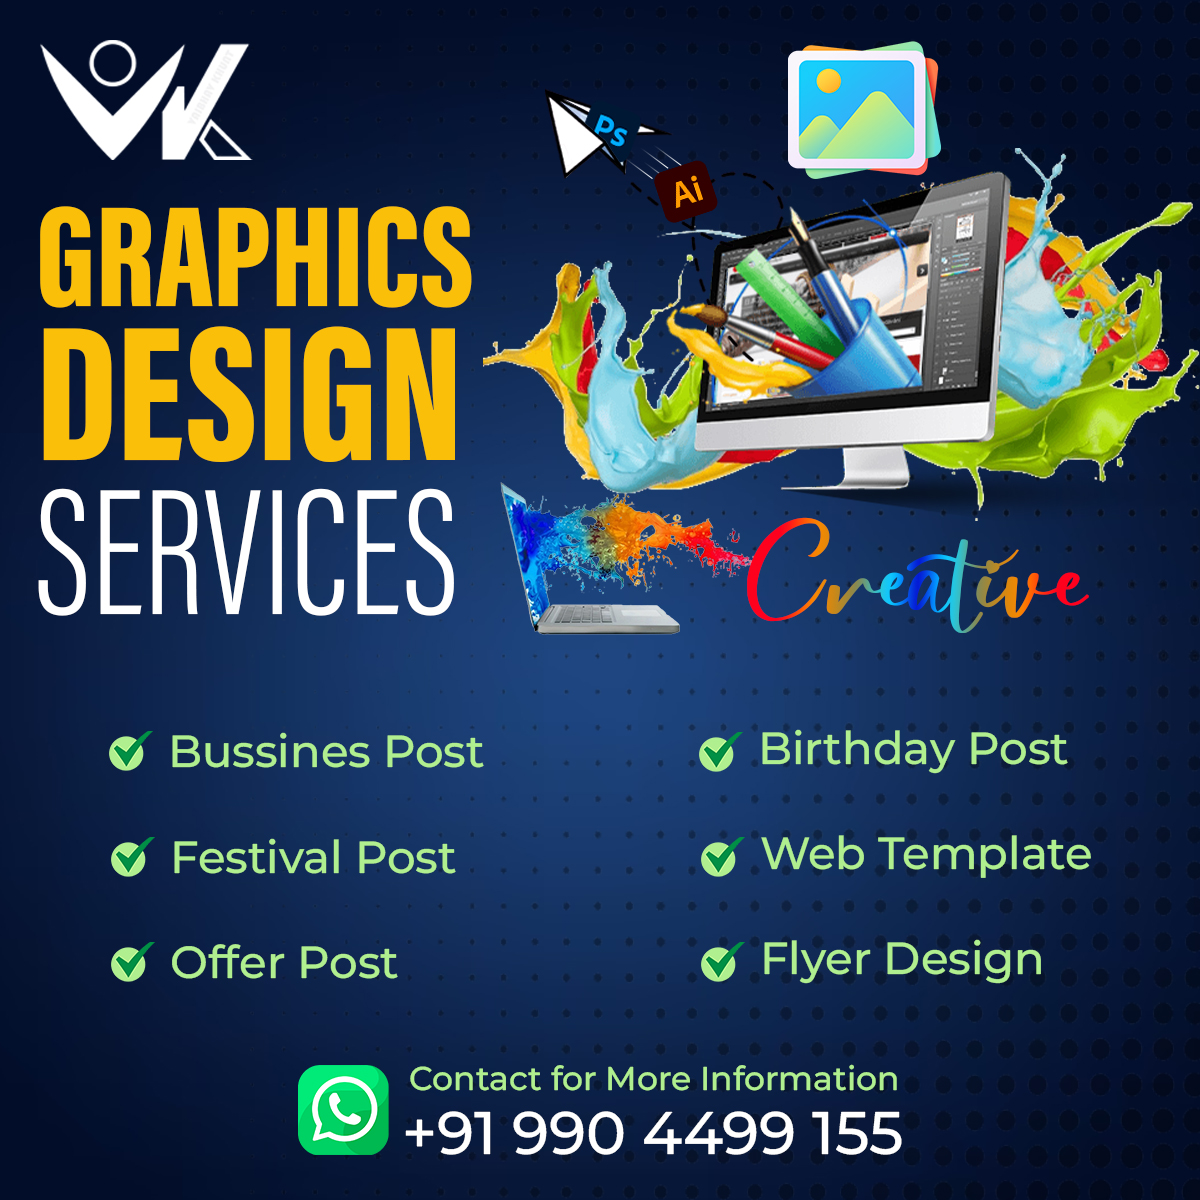 VK
GRAPHICS
DESIGN
SERVICES
Ps
Ai
Creative
Bussines Post
Birthday Post
Festival Post
Web Template
Offer Post
Flyer Design
Contact for More Information
+91 990 4499 155